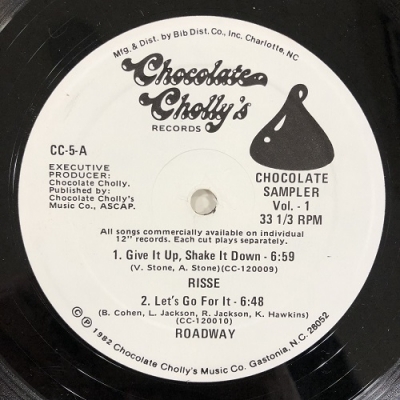 Mfg. & Dist. by Bib Dist. Co., Inc. Charlotte, NC
Chocolate
Cholly's
RECORDS
CC-5-A
EXECUTIVE
PRODUCER:
Chocolate Cholly.
Published by:
Chocolate Cholly's
Music Co., ASCAP.
CHOCOLATE
SAMPLER
Vol. - 1
33 1/3 RPM
All songs commercially available on individual
12" records. Each cut plays separately.
1. Give It Up, Shake It Down - 6:59
(V. Stone, A. Stone)(CC-120009)
RISSE
2. Let's Go For It - 6:48
(B. Cohen, L. Jackson, R. Jackson, K. Hawkins)
(CC-120010)
ROADWAY
© ℗ 1982 Chocolate Cholly's Music Co. Gastonia, N.C. 28052